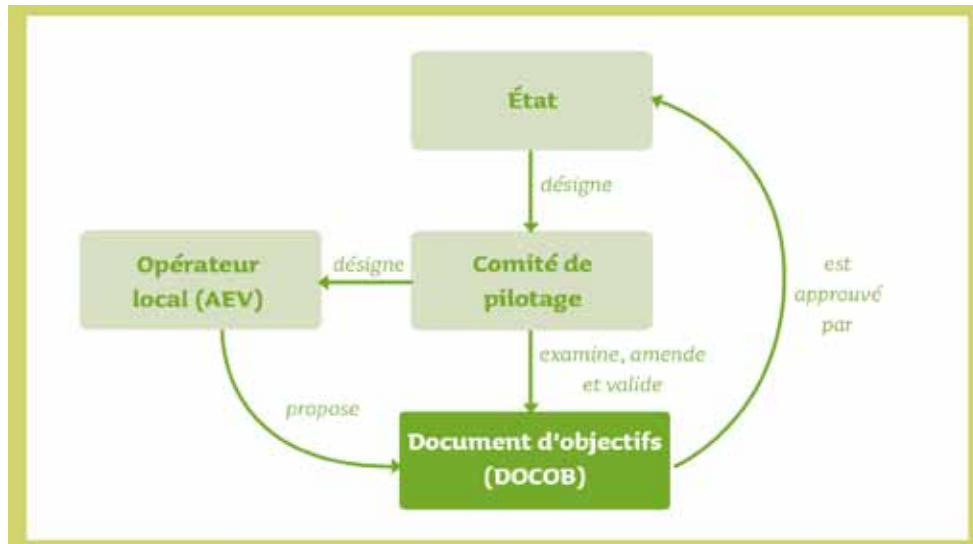 État
désigne
Opérateur
local (AEV)
désigne
Comité de
pilotage
est
approuvé
par
examine, amende
et valide
propose
Document d'objectifs
(DOCOB)